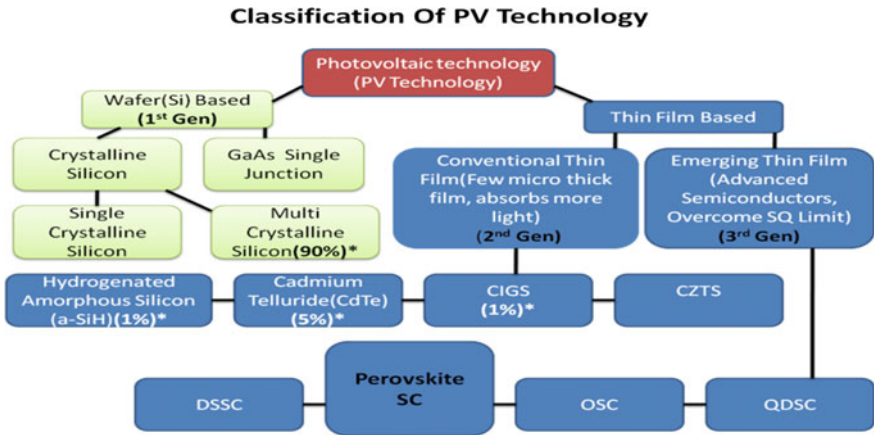 Classification Of PV Technology
Photovoltaic technology
(PV Technology)
Wafer(Si) Based
(1st Gen)
Thin Film Based
Crystalline
Silicon
GaAs Single
Junction
Conventional Thin
Film(Few micro thick
film, absorbs more
light)
(2nd Gen)
Emerging Thin Film
(Advanced
Semiconductors,
Overcome SQ Limit)
(3rd Gen)
Single
Crystalline
Silicon
Multi
Crystalline
Silicon(90%)*
Hydrogenated
Amorphous Silicon
(a-SiH)(1%)*
Cadmium
Telluride(CdTe)
(5%)*
CIGS
(1%)*
CZTS
DSSC
Perovskite
SC
OSC
QDSC